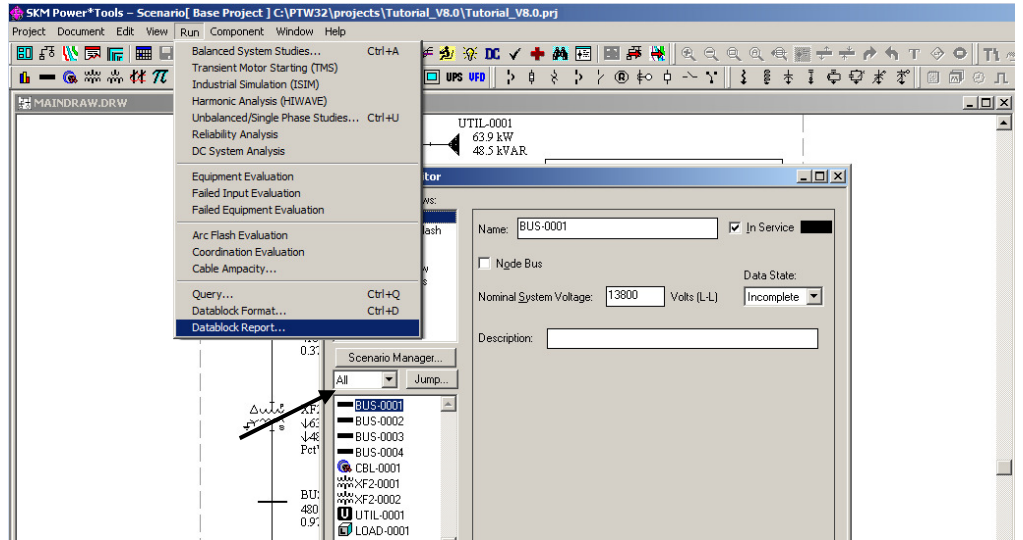 SKM Power*Tools – Scenario[ Base Project ] C:\PTW32\projects\Tutorial_V8.0\Tutorial_V8.0.prj
Project Document Edit View Run Component Window Help
Balanced System Studies... Ctrl+A
Transient Motor Starting (TMS)
Industrial Simulation (ISIM)
Harmonic Analysis (HIWAVE)
Unbalanced/Single Phase Studies... Ctrl+U
Reliability Analysis
DC System Analysis
Equipment Evaluation
Failed Input Evaluation
Failed Equipment Evaluation
Arc Flash Evaluation
Coordination Evaluation
Cable Ampacity...
Query... Ctrl+Q
Datablock Format... Ctrl+D
Datablock Report...
DC
T
UPS VFD
MAINDRAW.DRW
UTIL-0001
63.9 kW
48.5 kVAR
itor
ws:
lash
w
s
Name: BUS-0001
In Service
Node Bus
Data State:
Nominal System Voltage: 13800 Volts (L-L) Incomplete
Description:
0.37
Scenario Manager...
All Jump...
BUS-0001
BUS-0002
BUS-0003
BUS-0004
CBL-0001
XF2-0001
XF2-0002
UTIL-0001
LOAD-0001
XF2
↓63
↓48
Pct
BU
480
0.97